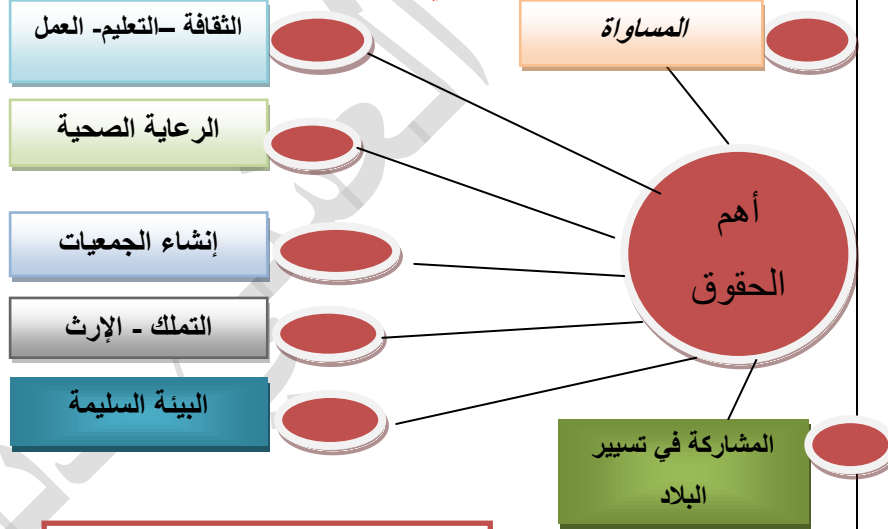 المساواة
الثقافة –التعليم- العمل
الرعاية الصحية
أهم
الحقوق
إنشاء الجمعيات
التملك - الإرث
البيئة السليمة
المشاركة في تسيير
البلاد